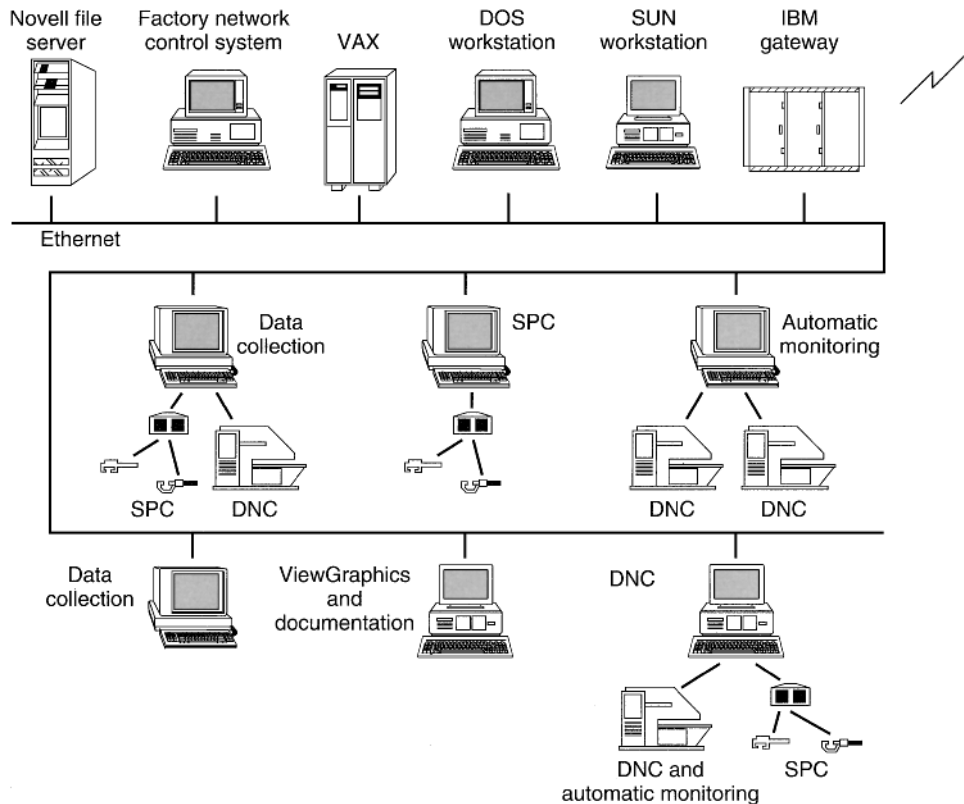 Novell file
server
Factory network
control system
VAX
DOS
workstation
SUN
workstation
IBM
gateway
Ethernet
Data
collection
SPC
Automatic
monitoring
SPC
DNC
DNC
DNC
Data
collection
ViewGraphics
and
documentation
DNC
DNC and
automatic monitoring
SPC